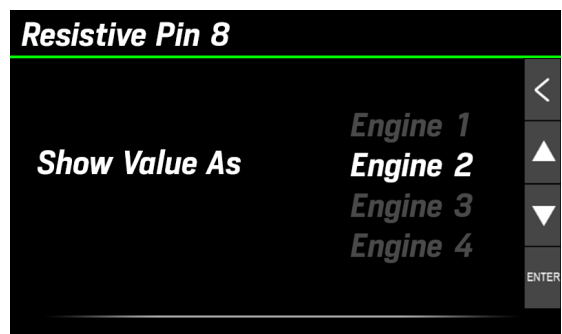 Resistive Pin 8
Engine 1
Show Value As
Engine 2
Engine 3
Engine 4
ENTER